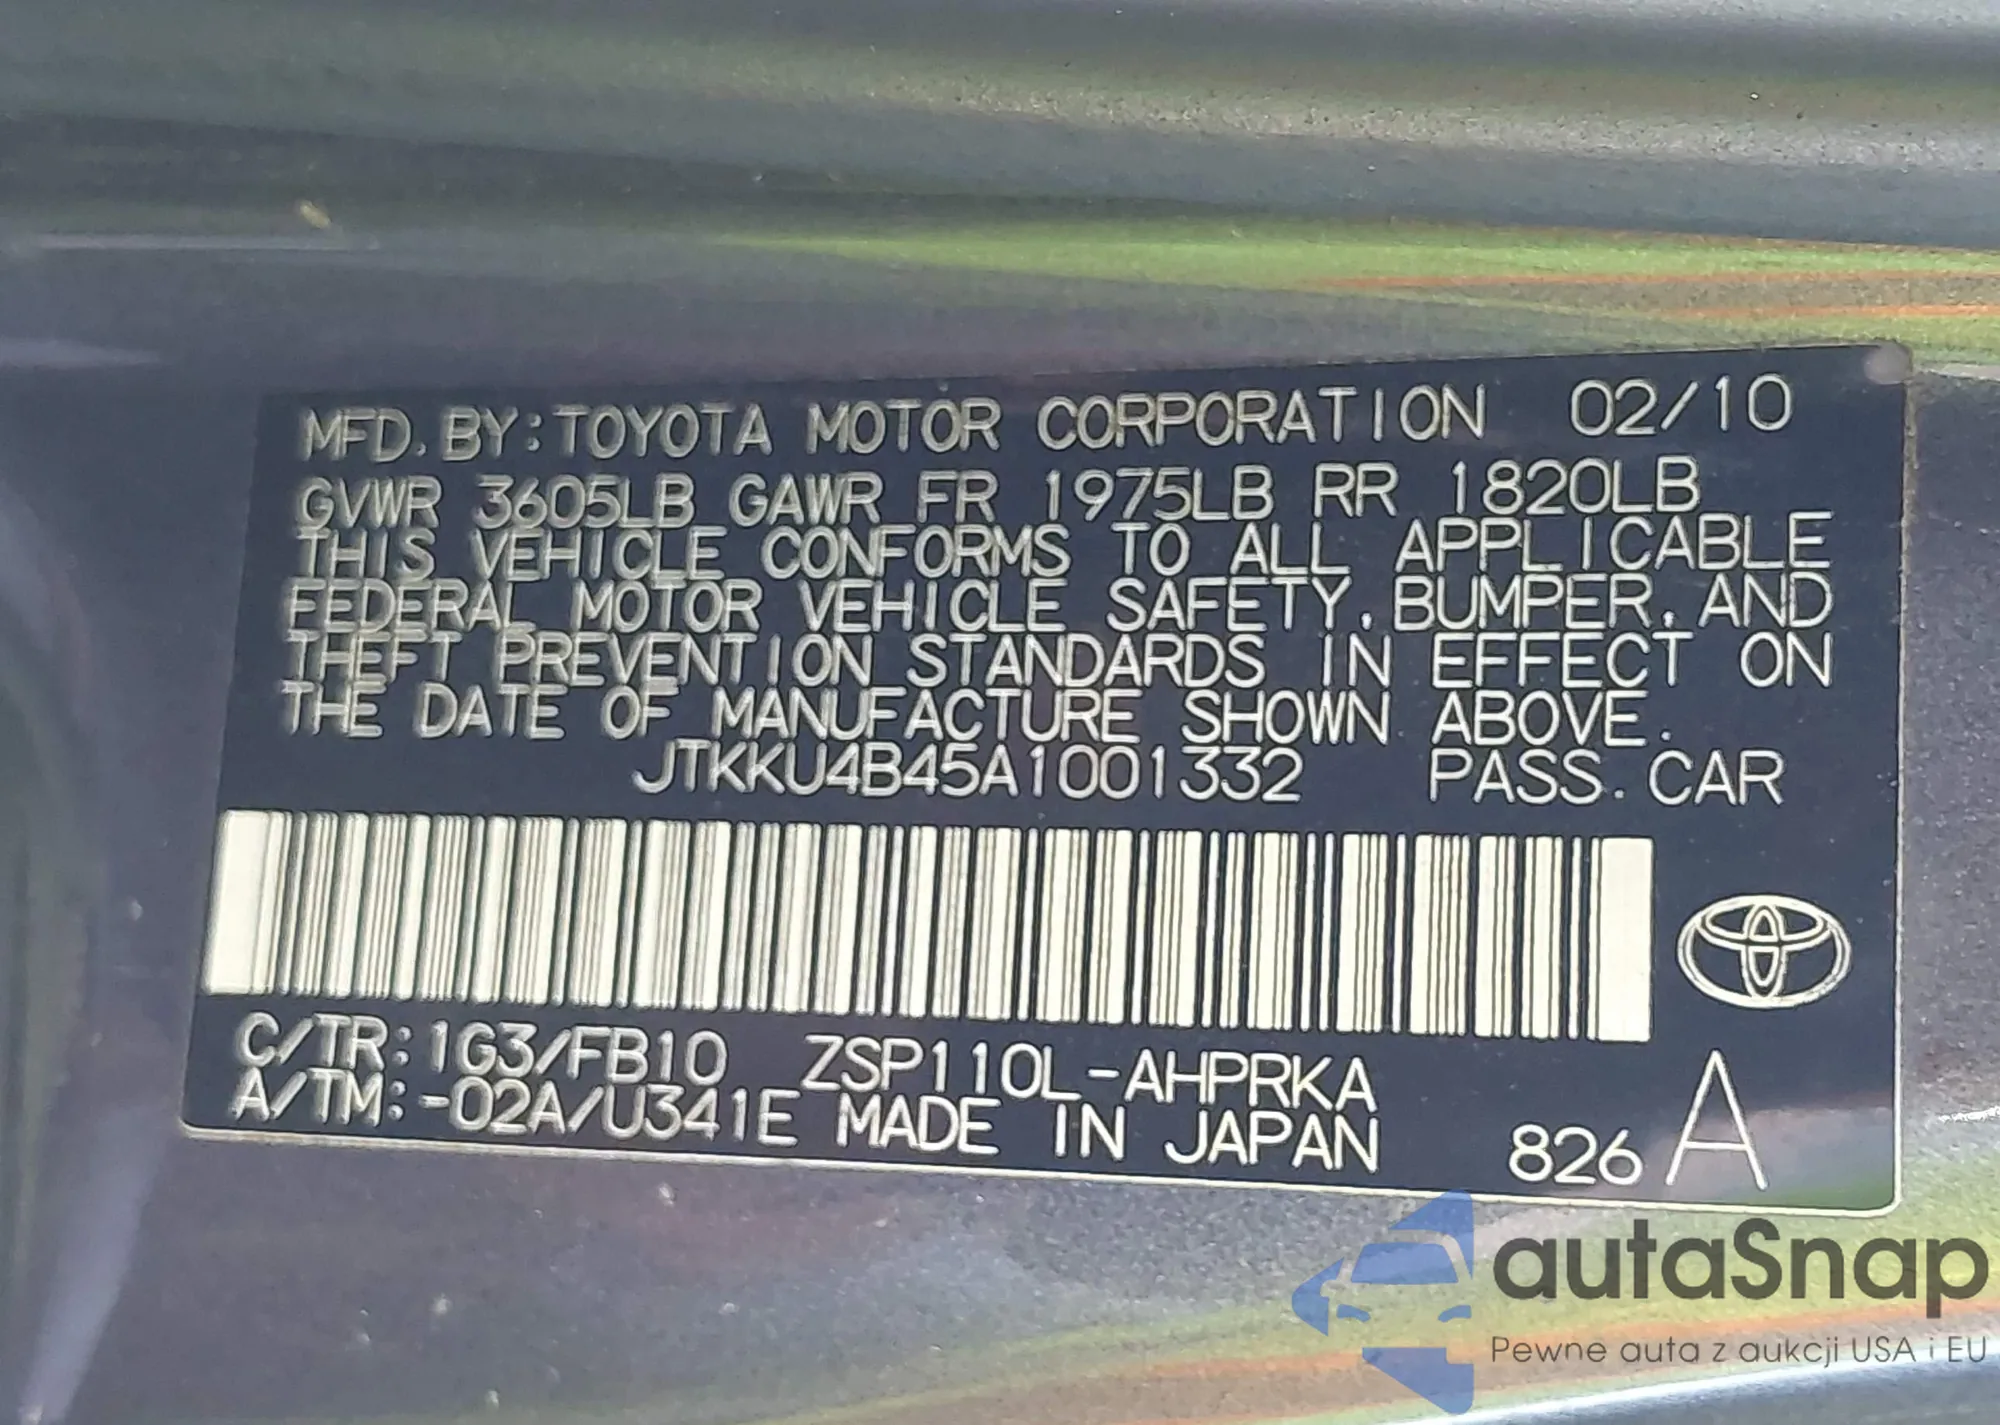 MFD. BY: TOYOTA MOTOR CORPORATION 02/10
GVWR 3605LB GAWR FR 1975LB RR 1820LB
THIS VEHICLE CONFORMS TO ALL APPLICABLE
FEDERAL MOTOR VEHICLE SAFETY, BUMPER, AND
THEFT PREVENTION STANDARDS IN EFFECT ON
THE DATE OF MANUFACTURE SHOWN ABOVE.
JTKKU4B45A1001332 PASS. CAR
C/TR: 1G3/FB10 ZSP110L-AHPRKA
A/TM: -02A/U341E MADE IN JAPAN 826 A
autaSnap
Pewne auta z aukcji USA i EU